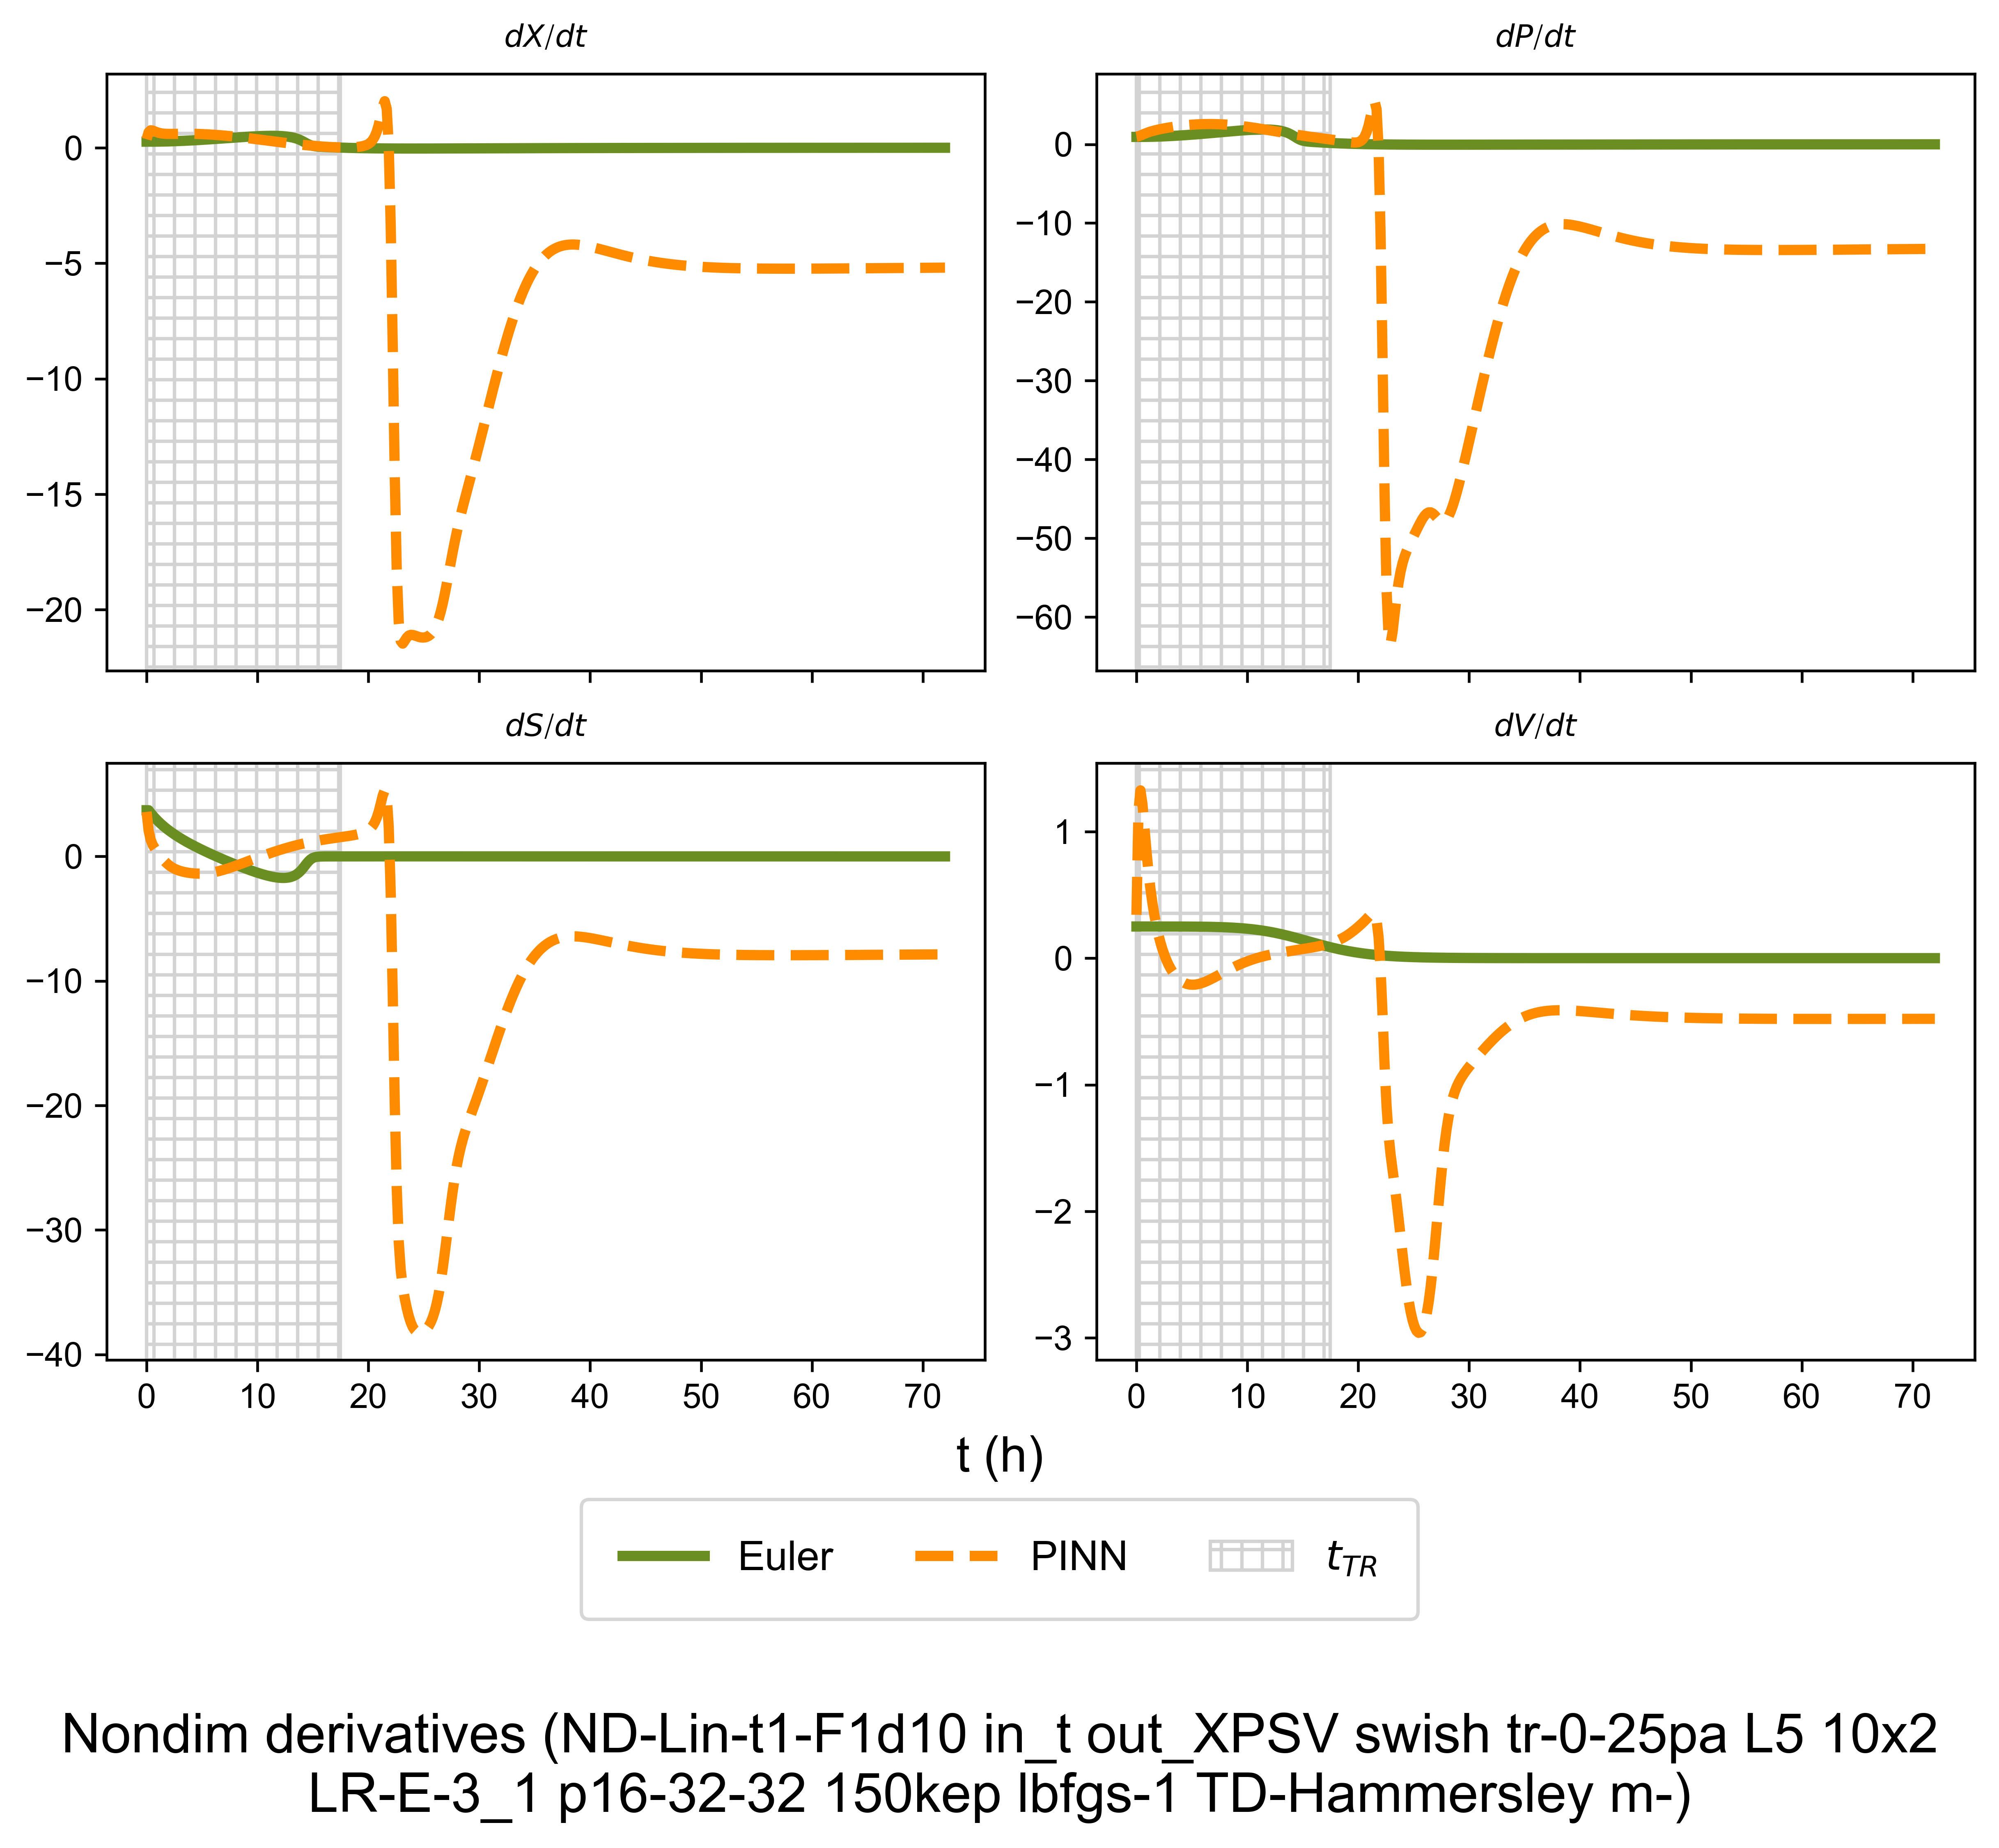 dX/dt
dP/dt
0
−5
−10
−15
−20
0
−10
−20
−30
−40
−50
−60
dS/dt
dV/dt
0
−10
−20
−30
−40
1
0
−1
−2
−3
0 10 20 30 40 50 60 70
0 10 20 30 40 50 60 70
t (h)
Euler PINN t_TR
Nondim derivatives (ND-Lin-t1-F1d10 in_t out_XPSV swish tr-0-25pa L5 10x2
LR-E-3_1 p16-32-32 150kep lbfgs-1 TD-Hammersley m-)